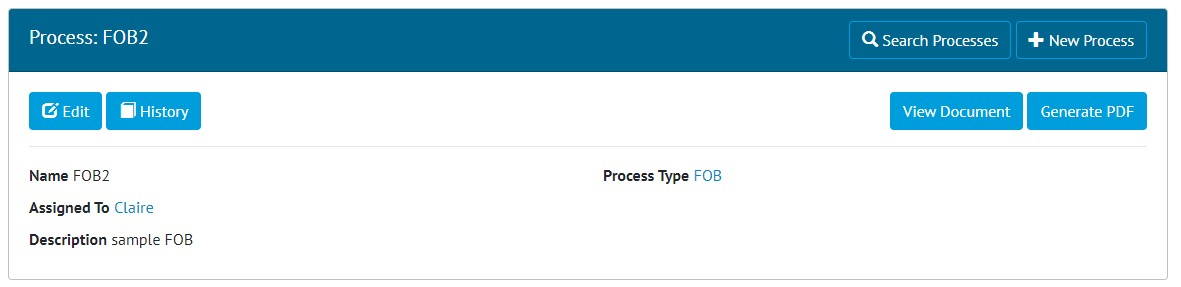 Process: FOB2
Search Processes
New Process
Edit
History
View Document
Generate PDF
Name FOB2
Process Type FOB
Assigned To Claire
Description sample FOB